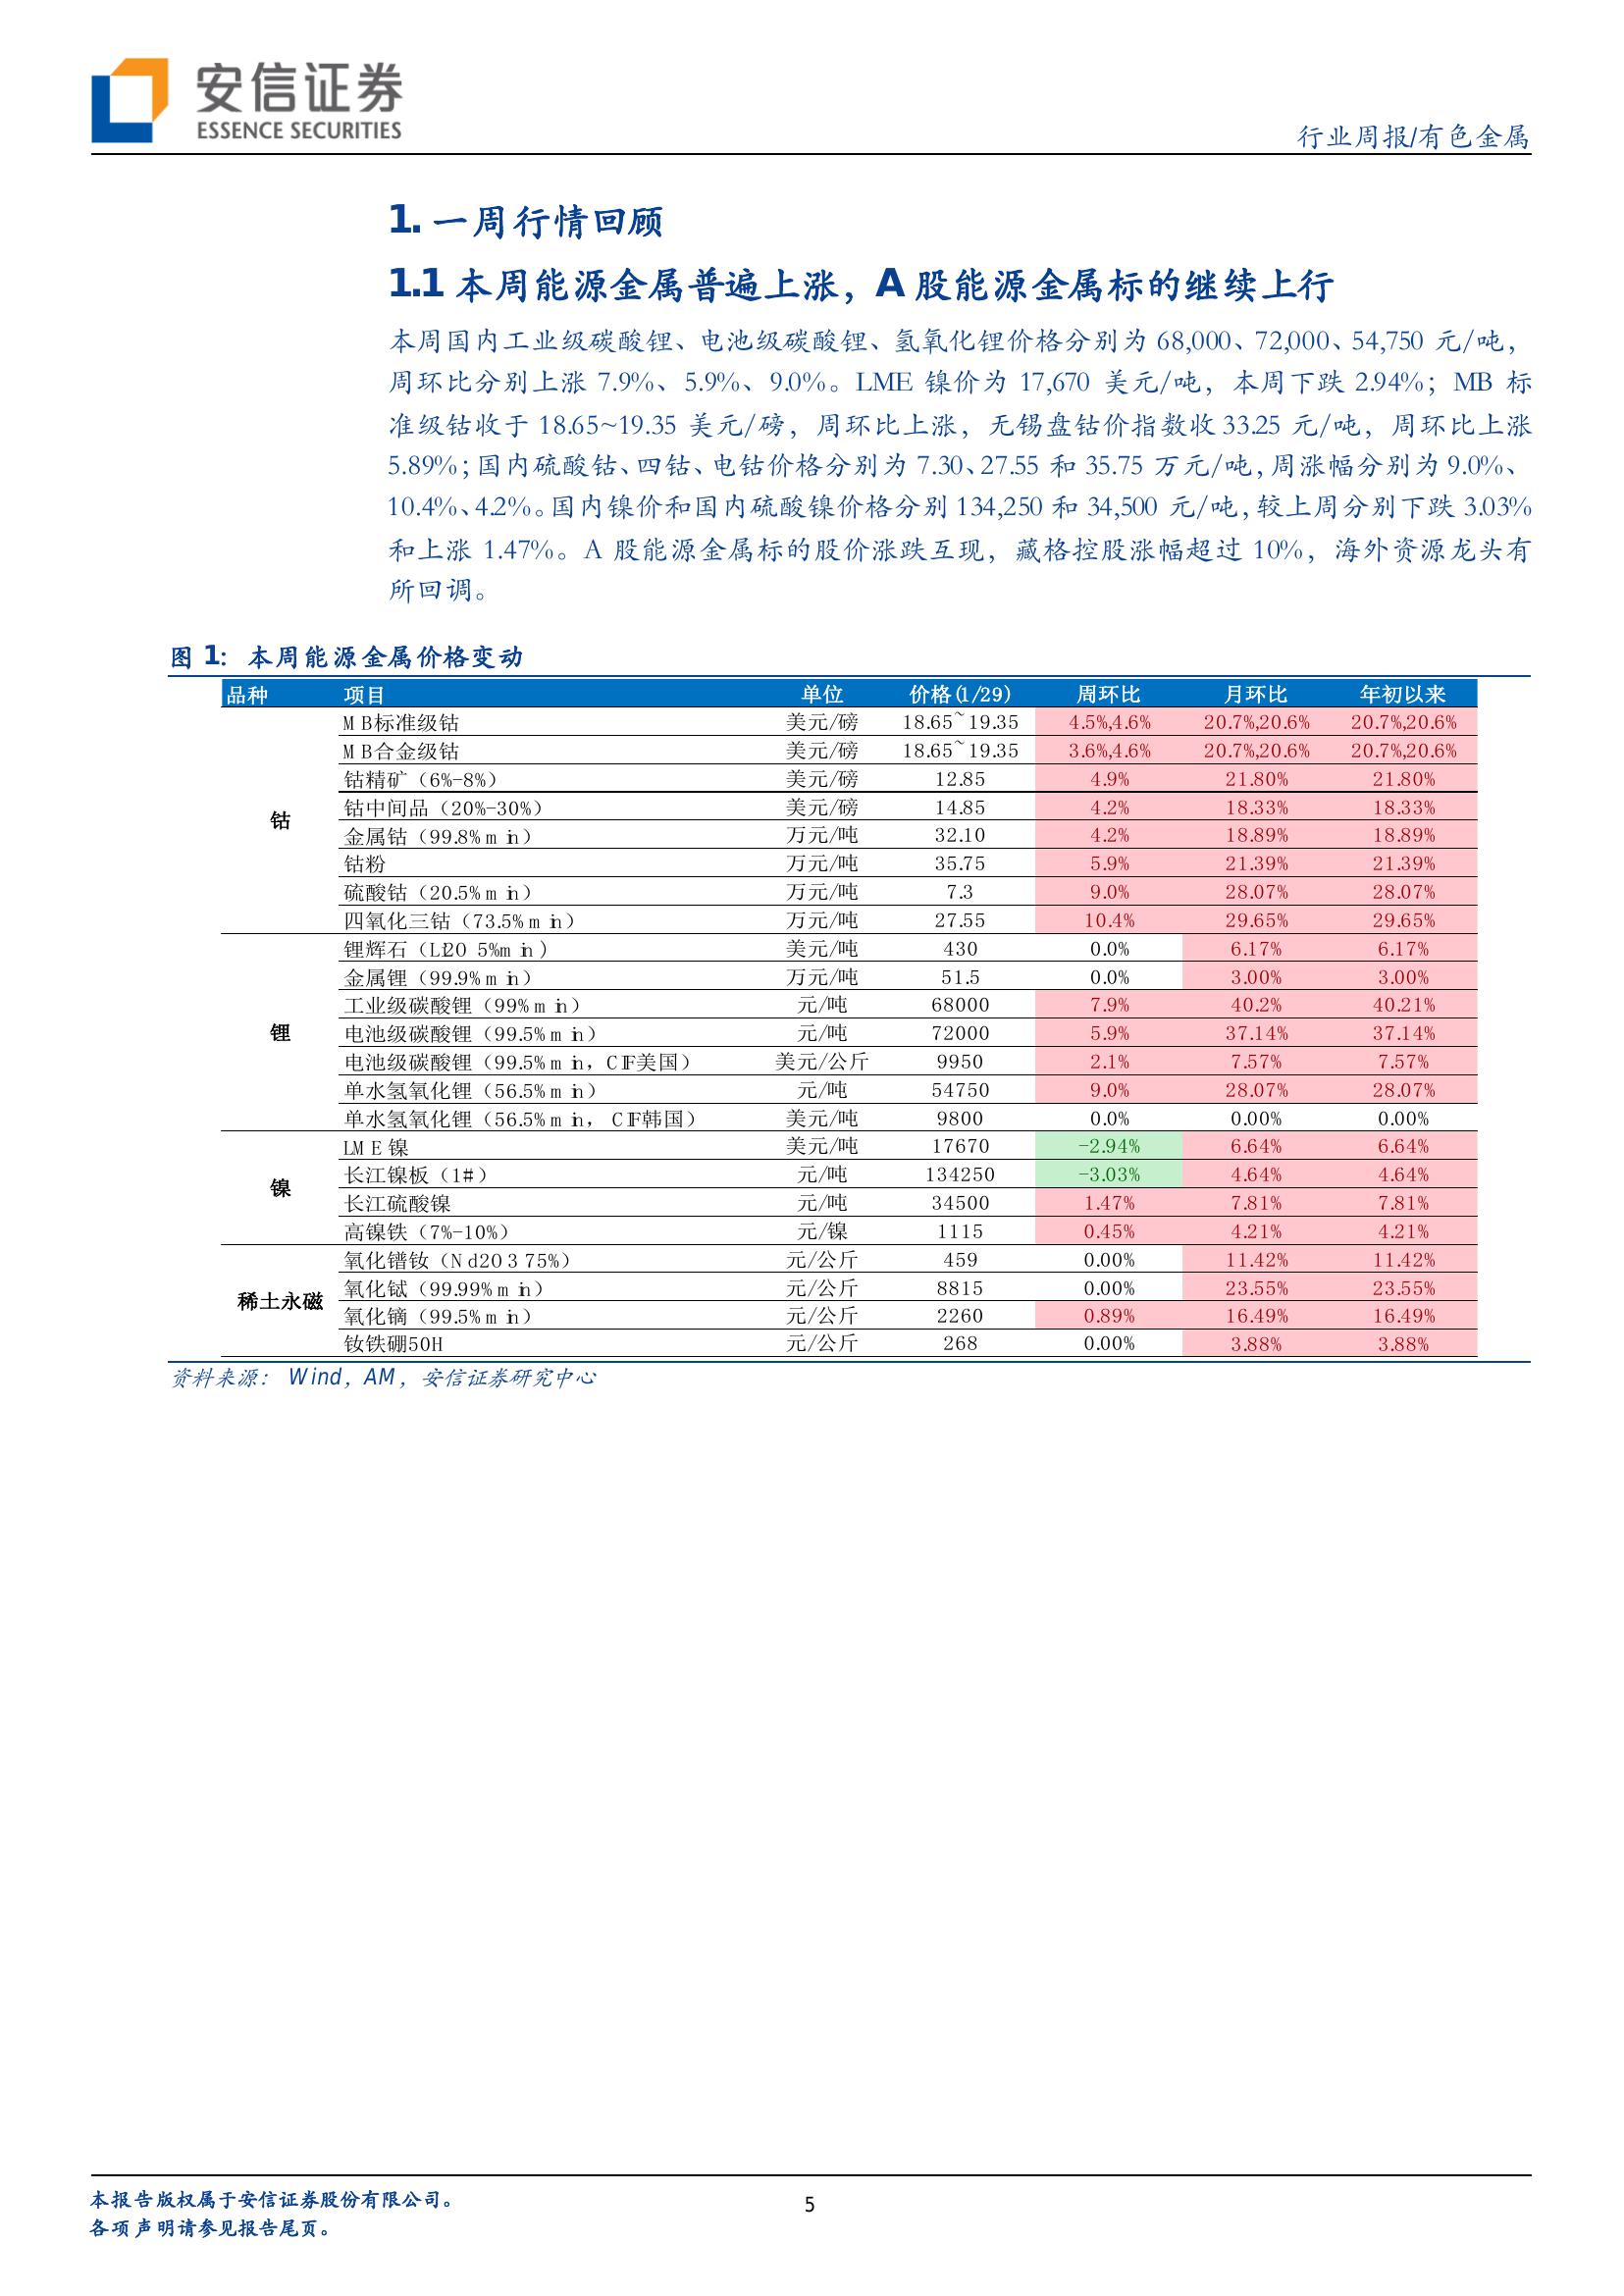 安信证券
ESSENCE SECURITIES
行业周报/有色金属
1. 一周行情回顾
1.1 本周能源金属普遍上涨，A 股能源金属标的继续上行
本周国内工业级碳酸锂、电池级碳酸锂、氢氧化锂价格分别为 68,000、72,000、54,750 元/吨，
周环比分别上涨 7.9%、5.9%、9.0%。LME 镍价为 17,670 美元/吨，本周下跌 2.94%；MB 标
准级钴收于 18.65~19.35 美元/磅，周环比上涨，无锡盘钴价指数收 33.25 元/吨，周环比上涨
5.89%；国内硫酸钴、四钴、电钴价格分别为 7.30、27.55 和 35.75 万元/吨，周涨幅分别为 9.0%、
10.4%、4.2%。国内镍价和国内硫酸镍价格分别 134,250 和 34,500 元/吨，较上周分别下跌 3.03%
和上涨 1.47%。A 股能源金属标的股价涨跌互现，藏格控股涨幅超过 10%，海外资源龙头有
所回调。
图 1：本周能源金属价格变动
品种 项目 单位 价格(1/29) 周环比 月环比 年初以来
钴
MB标准级钴 美元/磅 18.65~19.35 4.5%,4.6% 20.7%,20.6% 20.7%,20.6%
MB合金级钴 美元/磅 18.65~19.35 3.6%,4.6% 20.7%,20.6% 20.7%,20.6%
钴精矿（6%-8%） 美元/磅 12.85 4.9% 21.80% 21.80%
钴中间品（20%-30%） 美元/磅 14.85 4.2% 18.33% 18.33%
金属钴（99.8%min） 万元/吨 32.10 4.2% 18.89% 18.89%
钴粉 万元/吨 35.75 5.9% 21.39% 21.39%
硫酸钴（20.5%min） 万元/吨 7.3 9.0% 28.07% 28.07%
四氧化三钴（73.5%min） 万元/吨 27.55 10.4% 29.65% 29.65%
锂
锂辉石（Li2O 5%min） 美元/吨 430 0.0% 6.17% 6.17%
金属锂（99.9%min） 万元/吨 51.5 0.0% 3.00% 3.00%
工业级碳酸锂（99%min） 元/吨 68000 7.9% 40.2% 40.21%
电池级碳酸锂（99.5%min） 元/吨 72000 5.9% 37.14% 37.14%
电池级碳酸锂（99.5%min，CIF美国） 美元/公斤 9950 2.1% 7.57% 7.57%
单水氢氧化锂（56.5%min） 元/吨 54750 9.0% 28.07% 28.07%
单水氢氧化锂（56.5%min，CIF韩国） 美元/吨 9800 0.0% 0.00% 0.00%
镍
LME镍 美元/吨 17670 -2.94% 6.64% 6.64%
长江镍板（1#） 元/吨 134250 -3.03% 4.64% 4.64%
长江硫酸镍 元/吨 34500 1.47% 7.81% 7.81%
高镍铁（7%-10%） 元/镍 1115 0.45% 4.21% 4.21%
稀土永磁
氧化镨钕（Nd2O3 75%） 元/公斤 459 0.00% 11.42% 11.42%
氧化铽（99.99%min） 元/公斤 8815 0.00% 23.55% 23.55%
氧化镝（99.5%min） 元/公斤 2260 0.89% 16.49% 16.49%
钕铁硼50H 元/公斤 268 0.00% 3.88% 3.88%
资料来源：Wind，AM，安信证券研究中心
本报告版权属于安信证券股份有限公司。
各项声明请参见报告尾页。
5